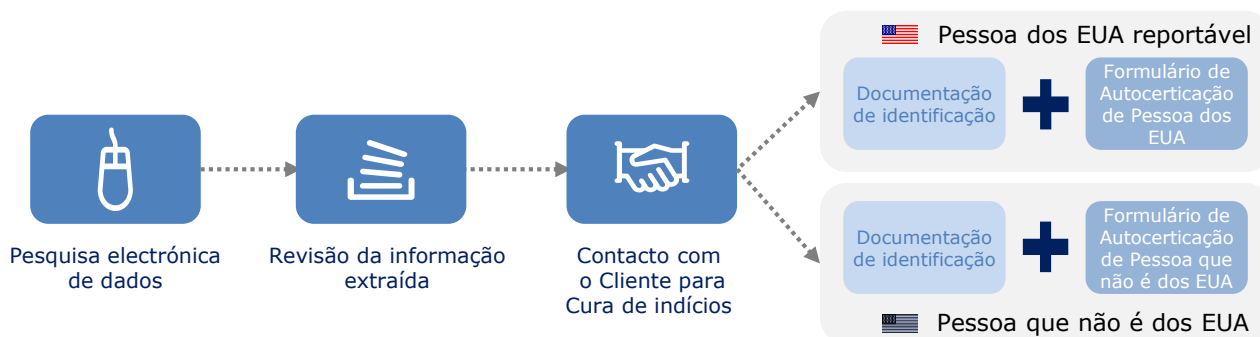 Pesquisa electrónica
de dados
Revisão da informação
extraída
Contacto com
o Cliente para
Cura de indícios
Pessoa dos EUA reportável
Documentação
de identificação
Formulário de
Autocerticação
de Pessoa dos
EUA
Documentação
de identificação
Formulário de
Autocerticação
de Pessoa que
não é dos EUA
Pessoa que não é dos EUA